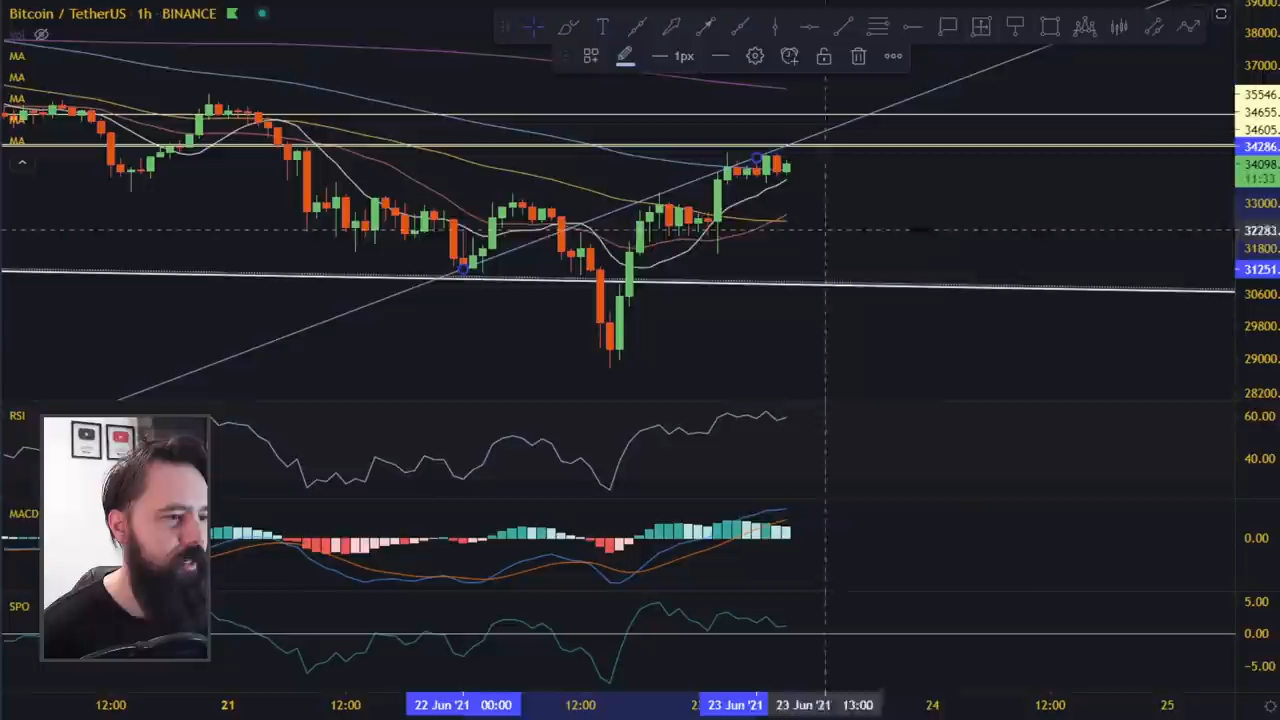 Bitcoin / TetherUS · 1h · BINANCE
Vol
MA
MA
MA
MA
MA
1px
39000.
38000.
37000.
35546.
34655.
34605.
34286.
34098.
11:33
33000.
32283.
31800.
31251.
30600.
29800.
29000.
28200.
RSI
60.00
40.00
MACD
0.00
SPO
5.00
0.00
−5.00
12:00
21
12:00
22 Jun '21 00:00
12:00
23 Jun '21
23 Jun '21 13:00
24
12:00
25